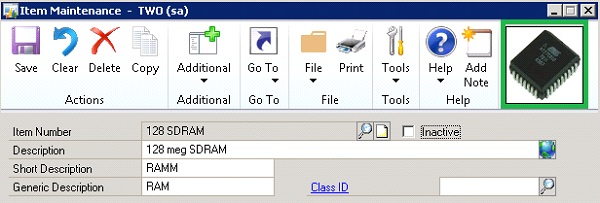 Item Maintenance - TWO (sa)
Save Clear Delete Copy Additional Go To File Print Tools Help Add Note
Actions Additional Go To File Tools Help
Item Number 128 SDRAM Inactive
Description 128 meg SDRAM
Short Description RAMM
Generic Description RAM Class ID